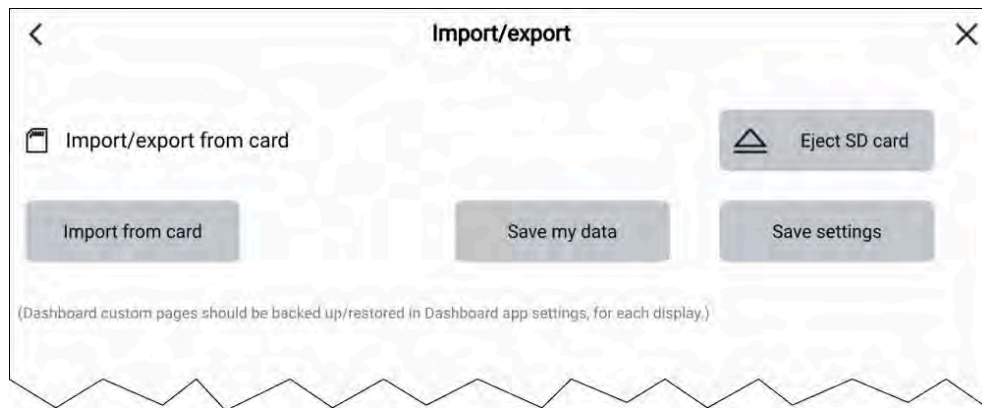 Import/export
Import/export from card
Eject SD card
Import from card
Save my data
Save settings
(Dashboard custom pages should be backed up/restored in Dashboard app settings, for each display.)